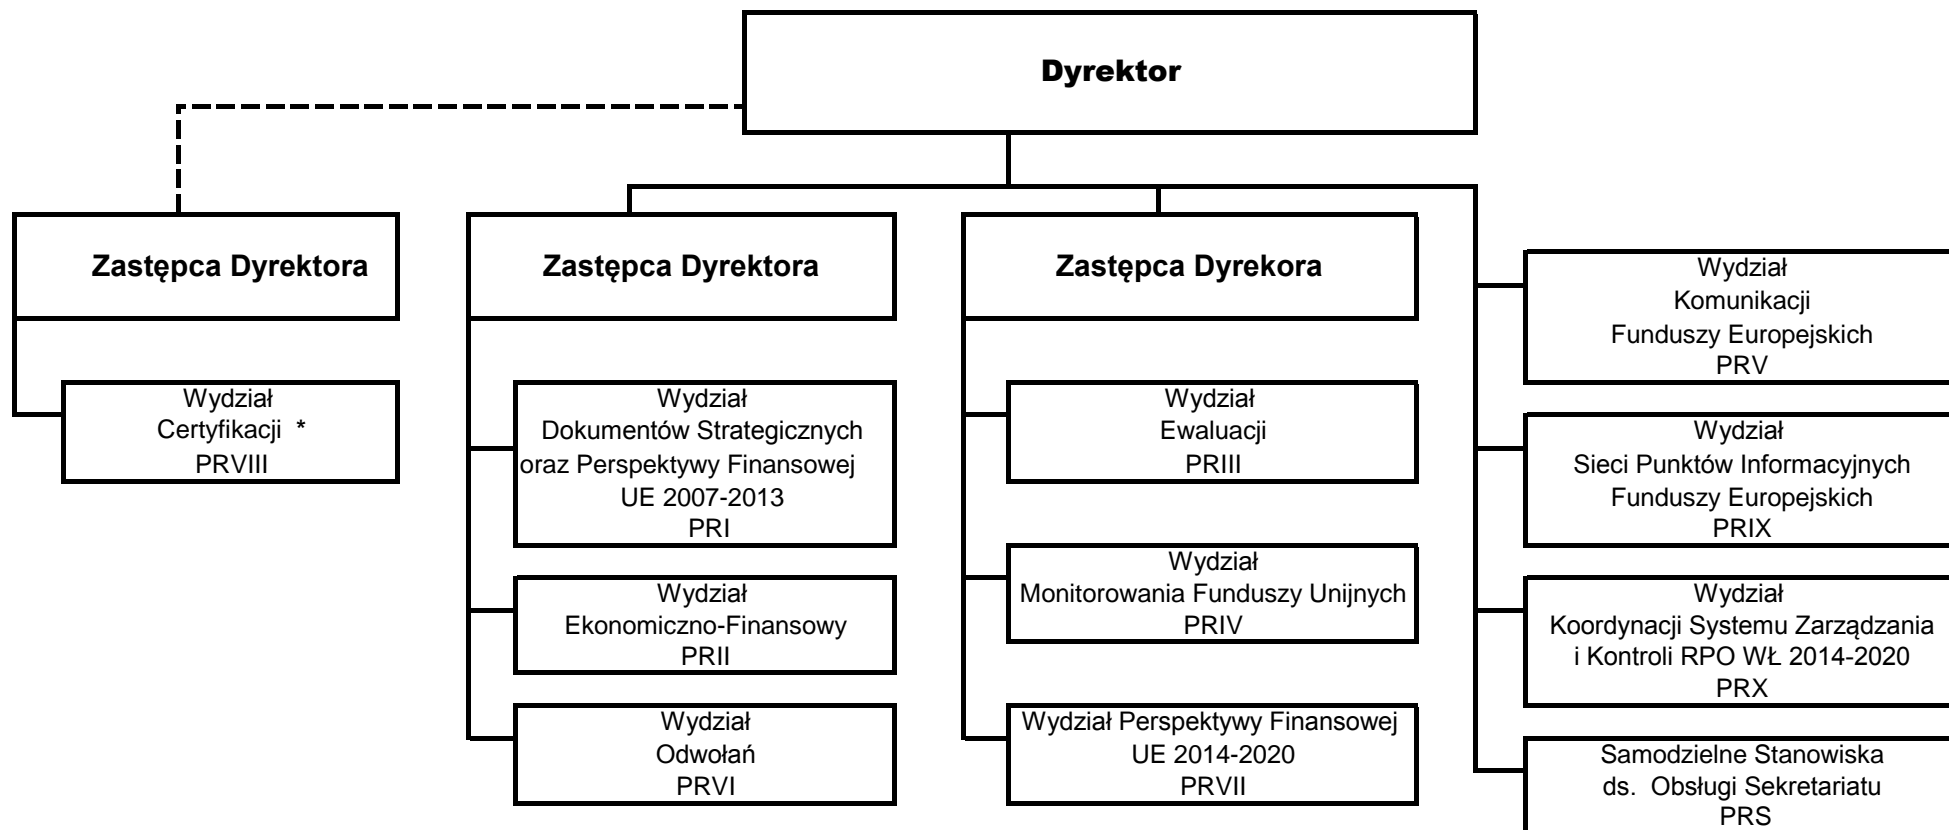 Dyrektor
Zastępca Dyrektora
Wydział
Certyfikacji *
PRVIII
Zastępca Dyrektora
Wydział
Dokumentów Strategicznych
oraz Perspektywy Finansowej
UE 2007-2013
PRI
Wydział
Ekonomiczno-Finansowy
PRII
Wydział
Odwołań
PRVI
Zastępca Dyrekora
Wydział
Ewaluacji
PRIII
Wydział
Monitorowania Funduszy Unijnych
PRIV
Wydział Perspektywy Finansowej
UE 2014-2020
PRVII
Wydział
Komunikacji
Funduszy Europejskich
PRV
Wydział
Sieci Punktów Informacyjnych
Funduszy Europejskich
PRIX
Wydział
Koordynacji Systemu Zarządzania
i Kontroli RPO WŁ 2014-2020
PRX
Samodzielne Stanowiska
ds. Obsługi Sekretariatu
PRS